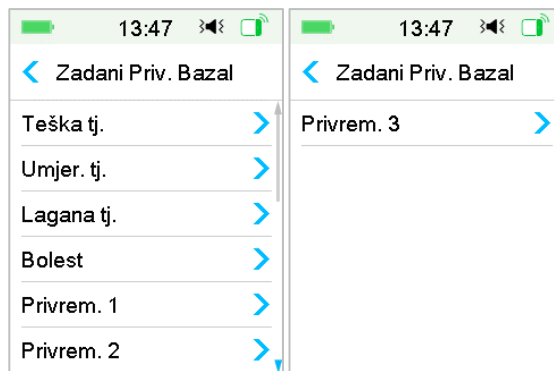 13:47
Zadani Priv. Bazal
Teška tj.
Umjer. tj.
Lagana tj.
Bolest
Privrem. 1
Privrem. 2
13:47
Zadani Priv. Bazal
Privrem. 3